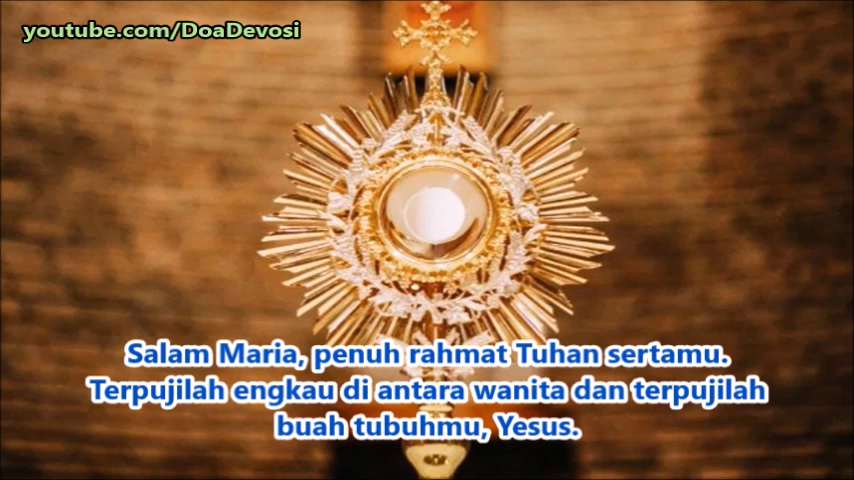 youtube.com/DoaDevosi
Salam Maria, penuh rahmat Tuhan sertamu.
Terpujilah engkau di antara wanita dan terpujilah
buah tubuhmu, Yesus.